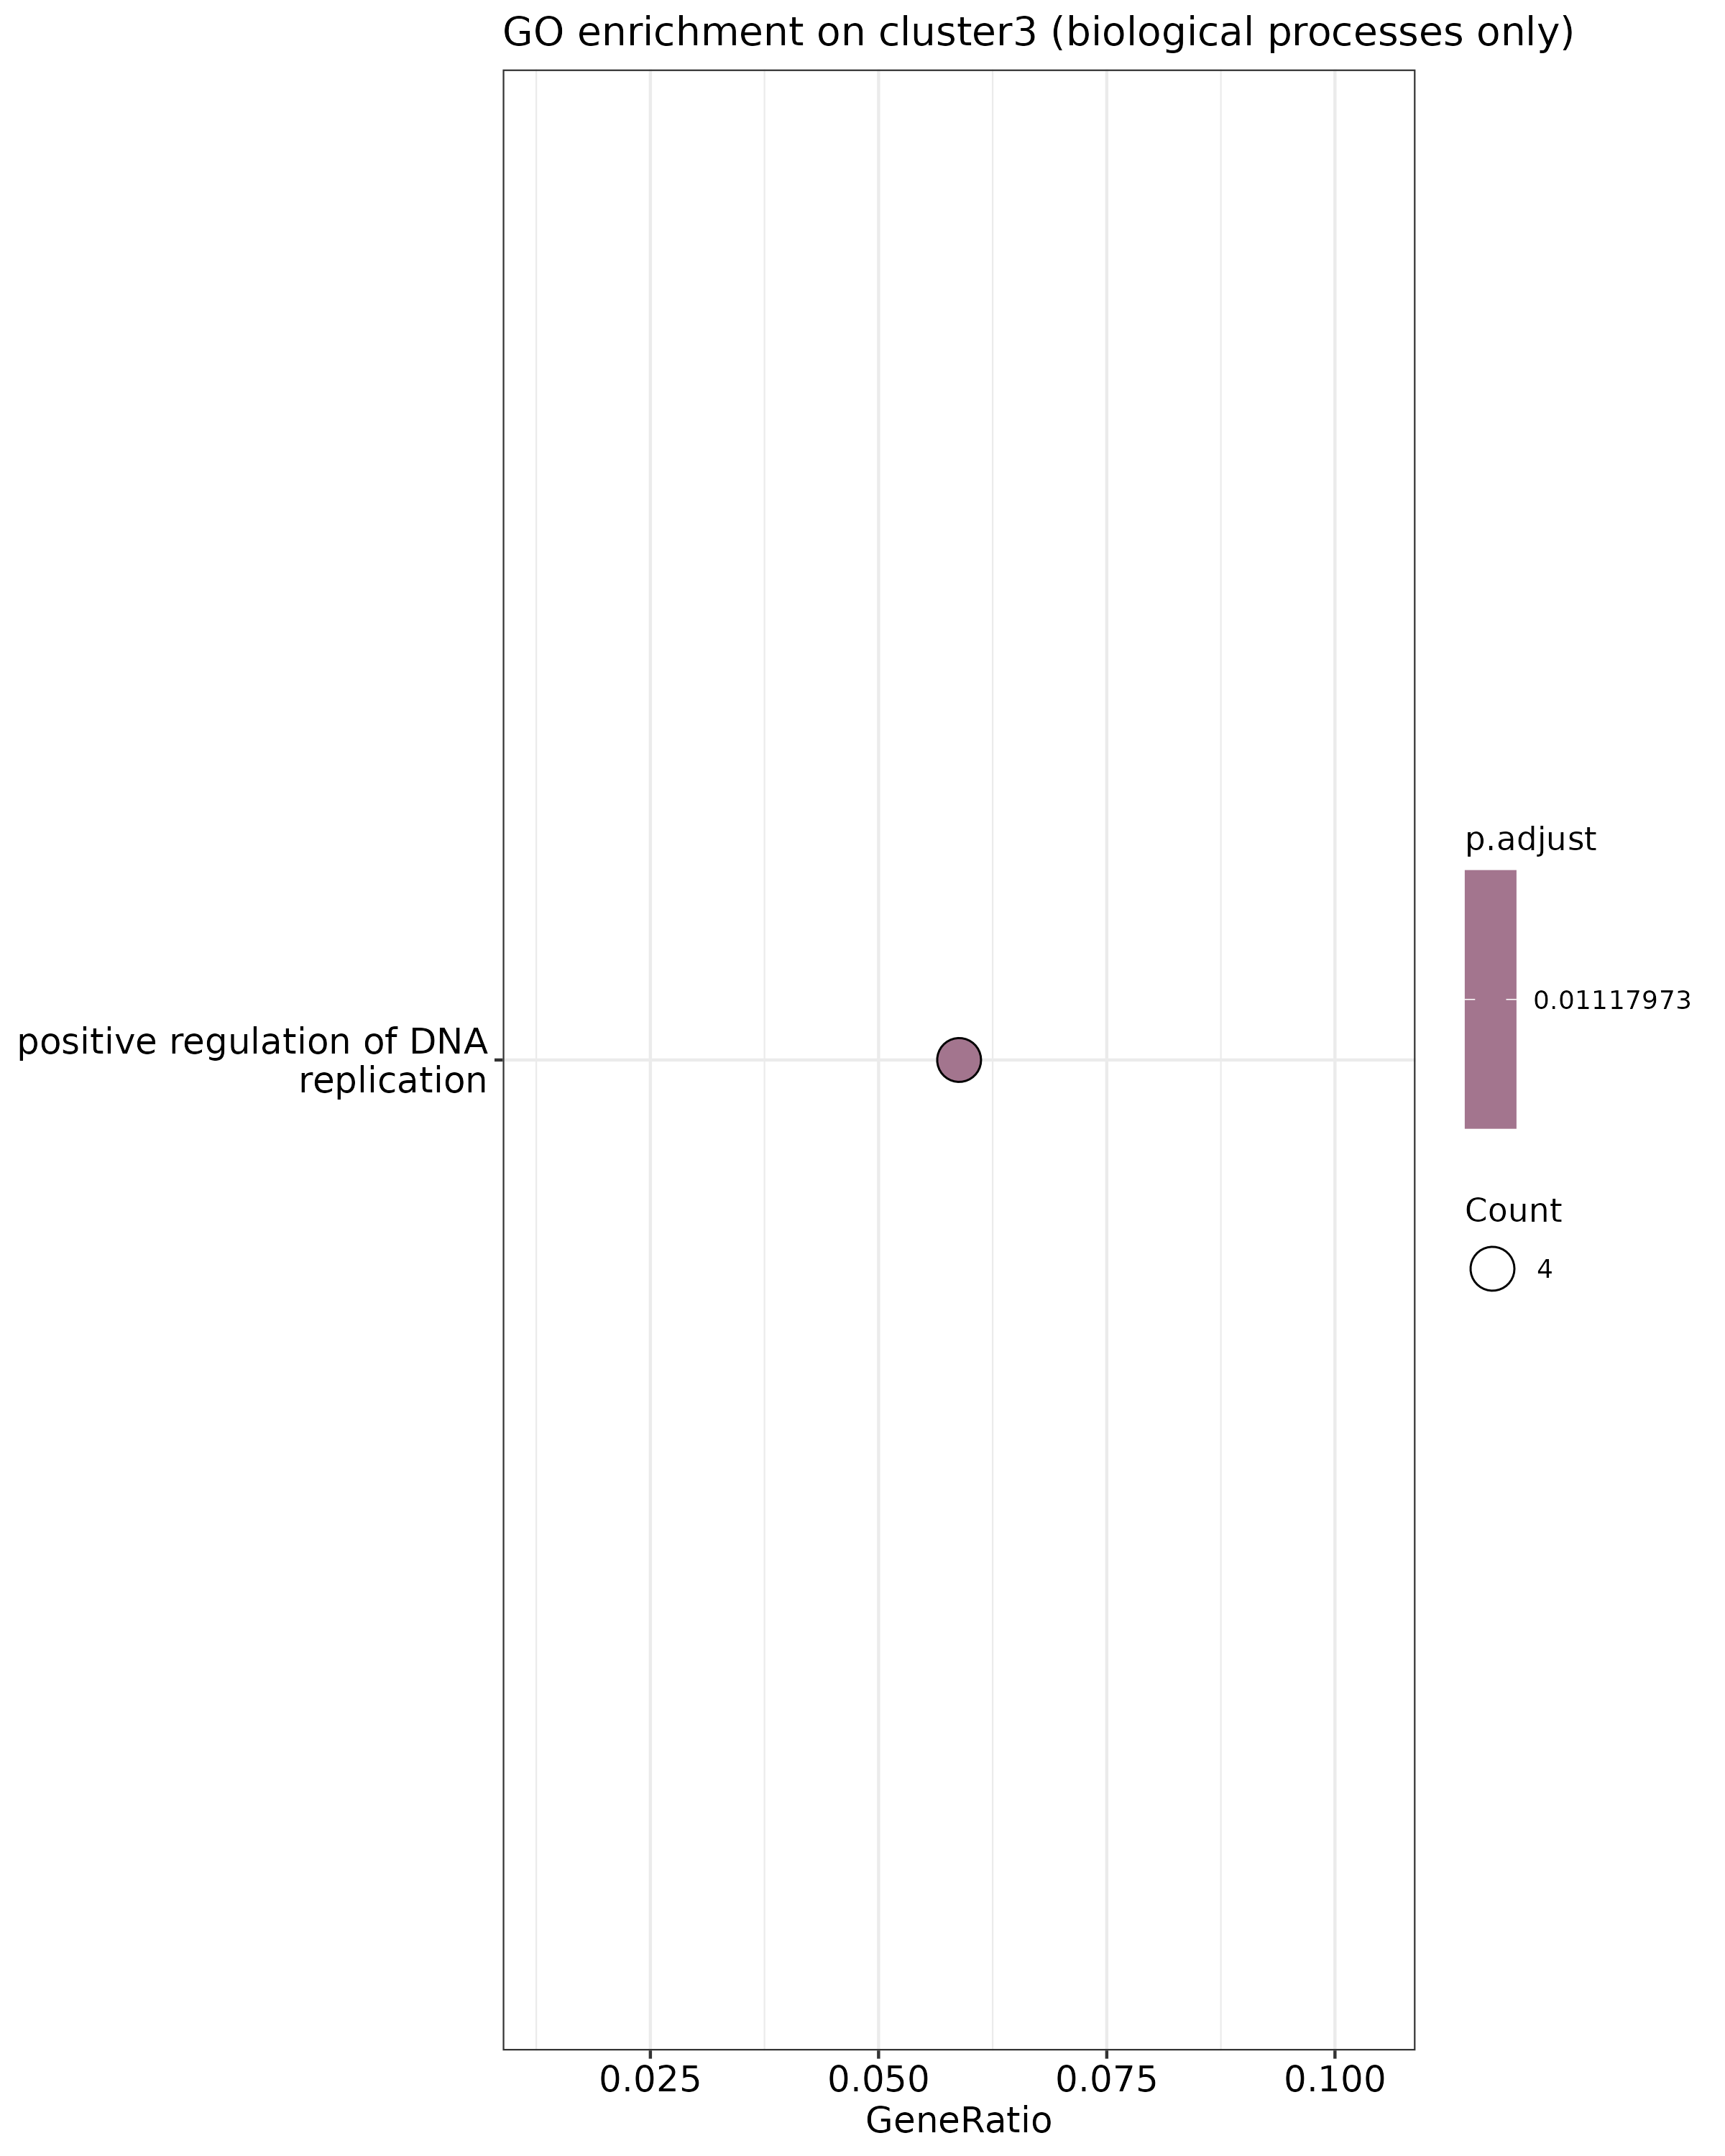 GO enrichment on cluster3 (biological processes only)
positive regulation of DNA
replication
p.adjust
0.01117973
Count
4
0.025 0.050 0.075 0.100
GeneRatio